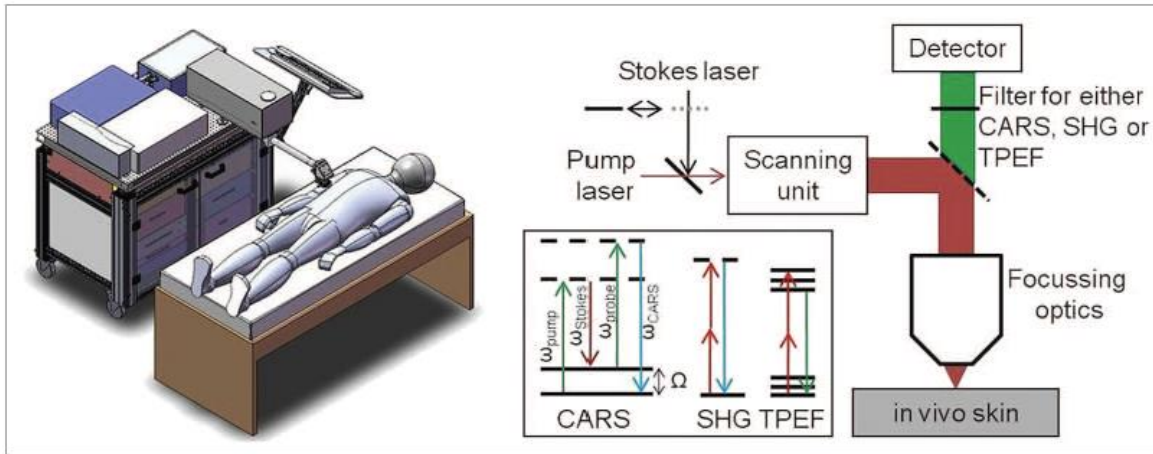 Detector
Stokes laser
Filter for either
CARS, SHG or
TPEF
Pump
laser
Scanning
unit
Focussing
optics
in vivo skin
ωpump
ωStokes
ωprobe
ωCARS
Ω
CARS
SHG
TPEF